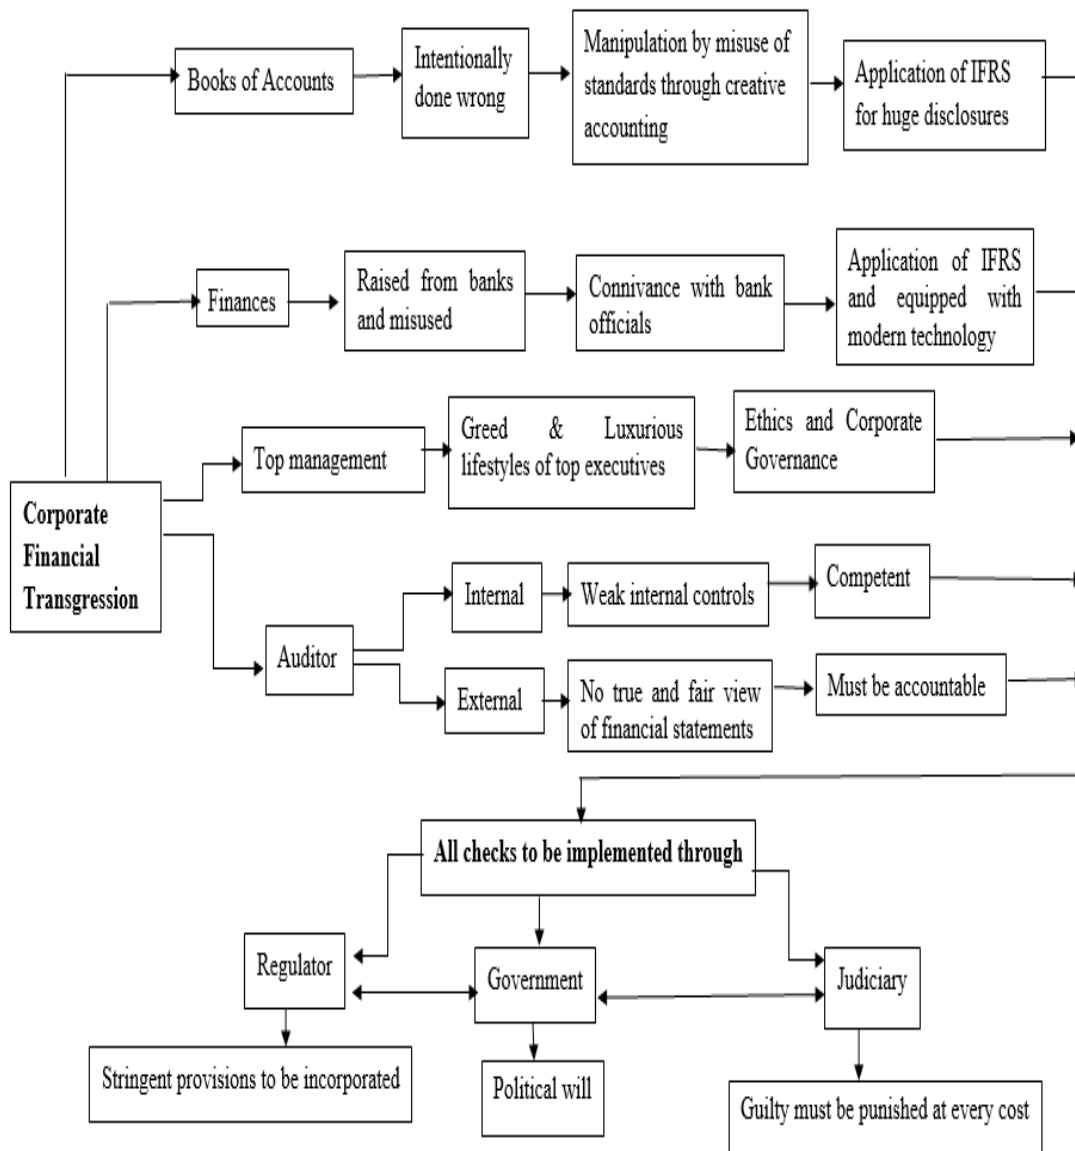 Books of Accounts
Intentionally
done wrong
Manipulation by misuse of
standards through creative
accounting
Application of IFRS
for huge disclosures
Finances
Raised from banks
and misused
Connivance with bank
officials
Application of IFRS
and equipped with
modern technology
Top management
Greed & Luxurious
lifestyles of top executives
Ethics and Corporate
Governance
Corporate
Financial
Transgression
Auditor
Internal
Weak internal controls
Competent
External
No true and fair view
of financial statements
Must be accountable
All checks to be implemented through
Regulator
Government
Judiciary
Stringent provisions to be incorporated
Political will
Guilty must be punished at every cost